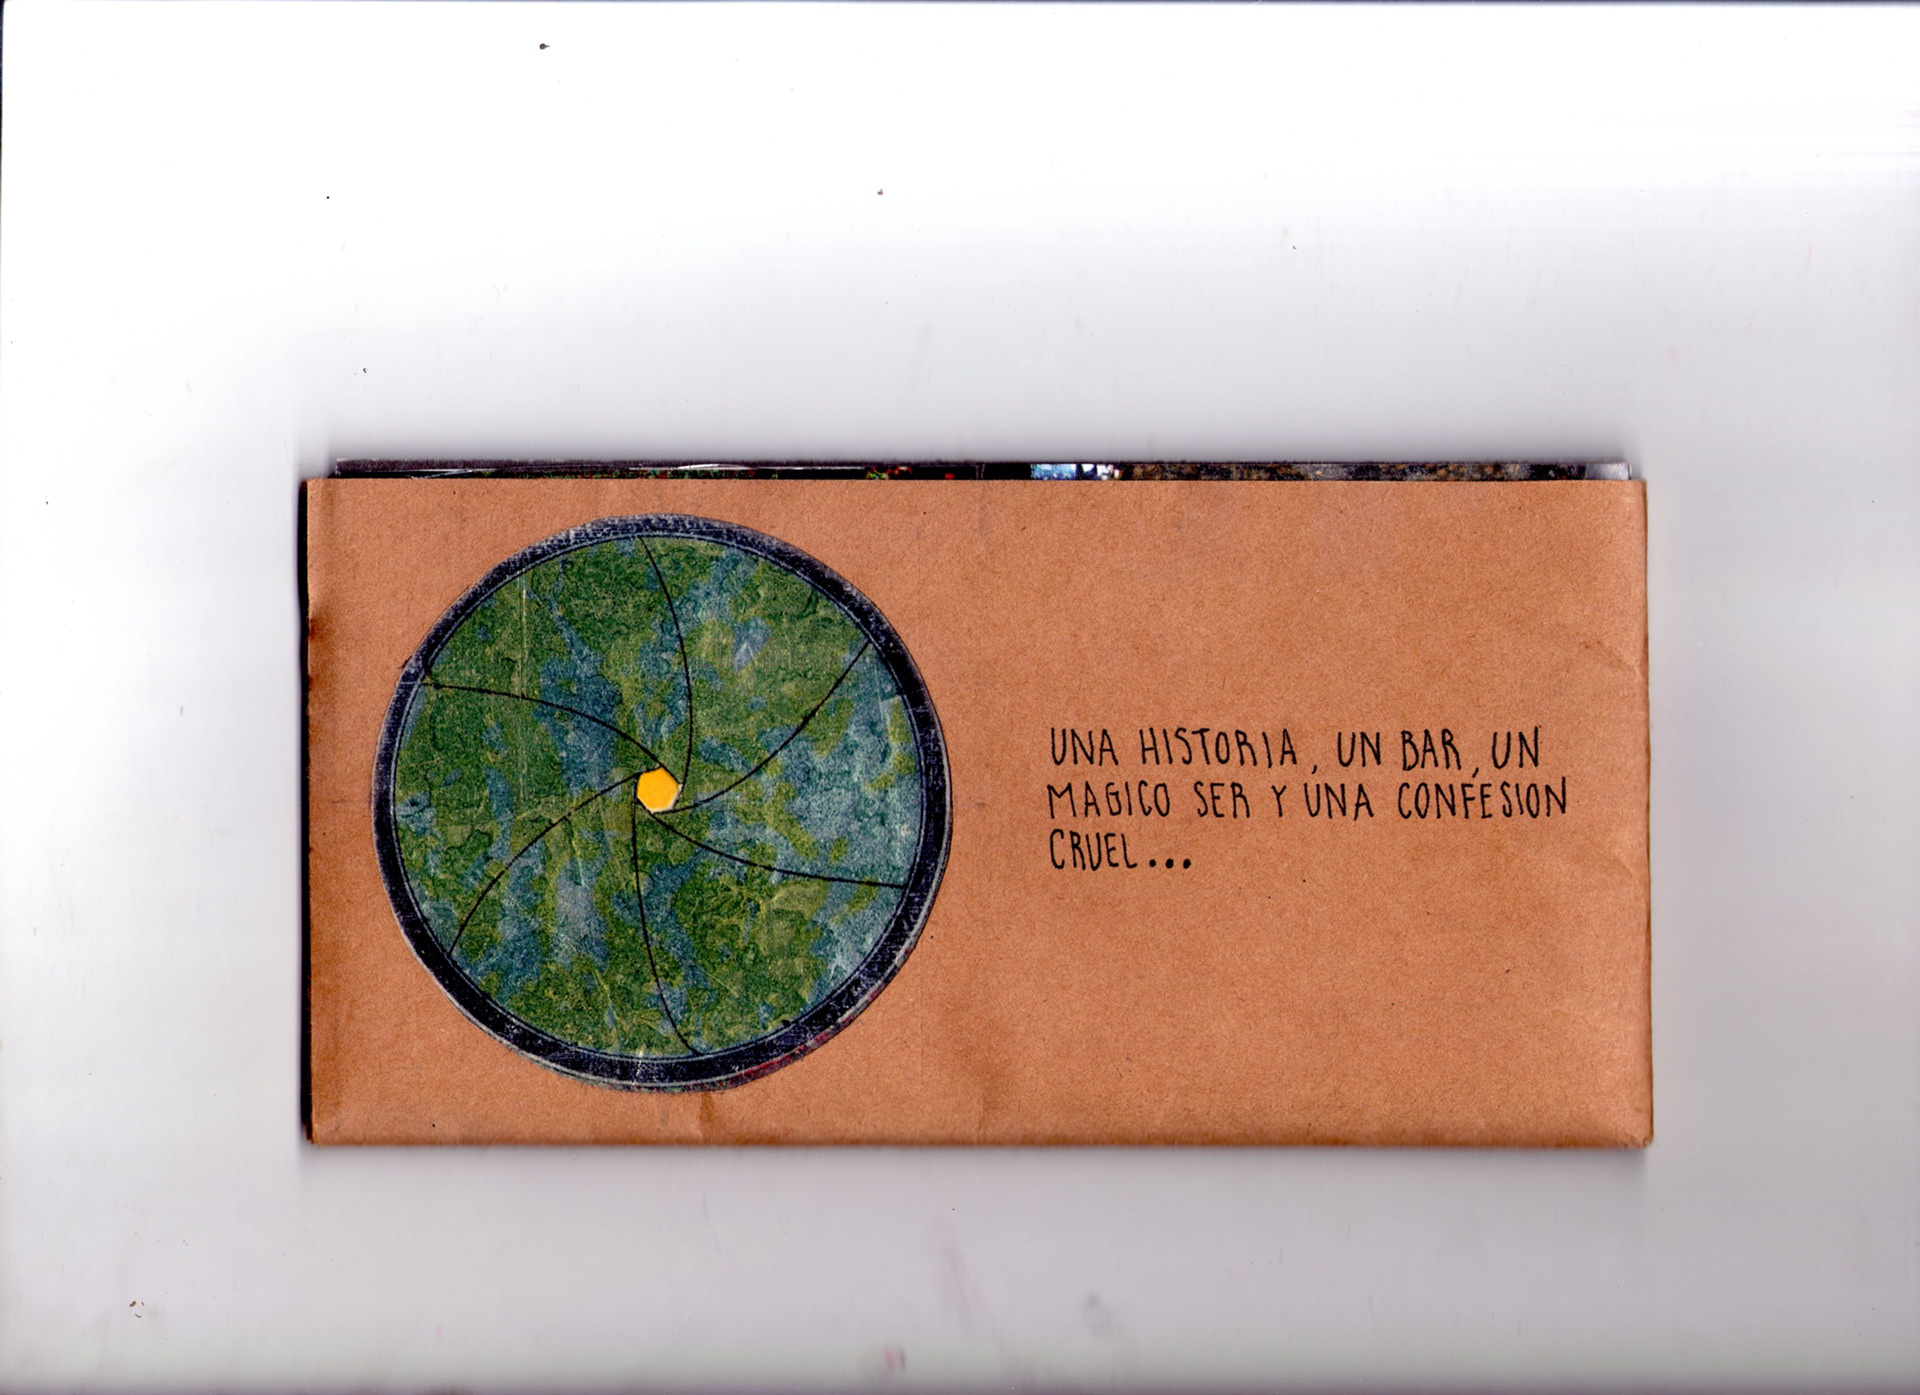 UNA HISTORIA, UN BAR, UN
MAGICO SER Y UNA CONFESION
CRUEL...